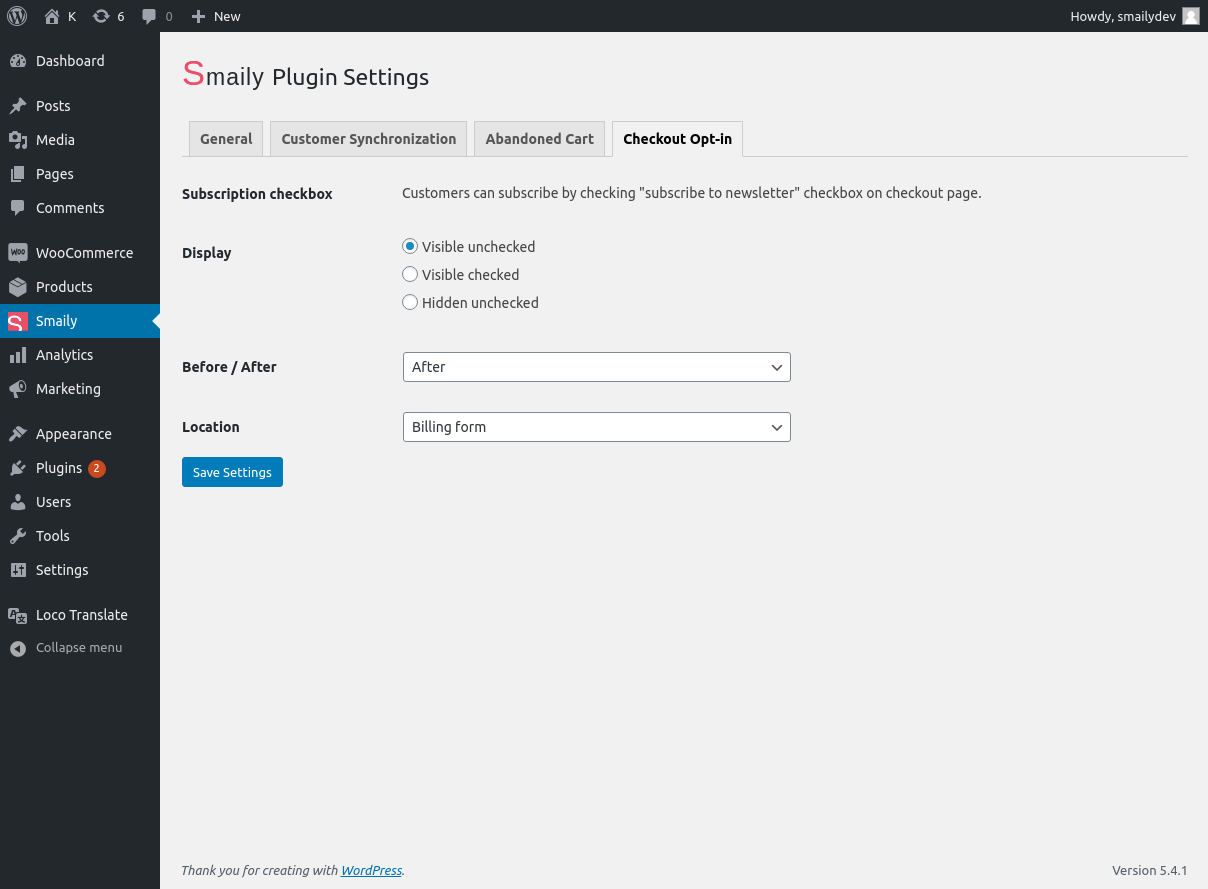 K 6 0 New Howdy, smailydev
Dashboard
Posts
Media
Pages
Comments
WooCommerce
Products
Smaily
Analytics
Marketing
Appearance
Plugins 2
Users
Tools
Settings
Loco Translate
Collapse menu
Smaily Plugin Settings
General Customer Synchronization Abandoned Cart Checkout Opt-in
Subscription checkbox Customers can subscribe by checking "subscribe to newsletter" checkbox on checkout page.
Display
Visible unchecked
Visible checked
Hidden unchecked
Before / After After
Location Billing form
Save Settings
Thank you for creating with WordPress. Version 5.4.1